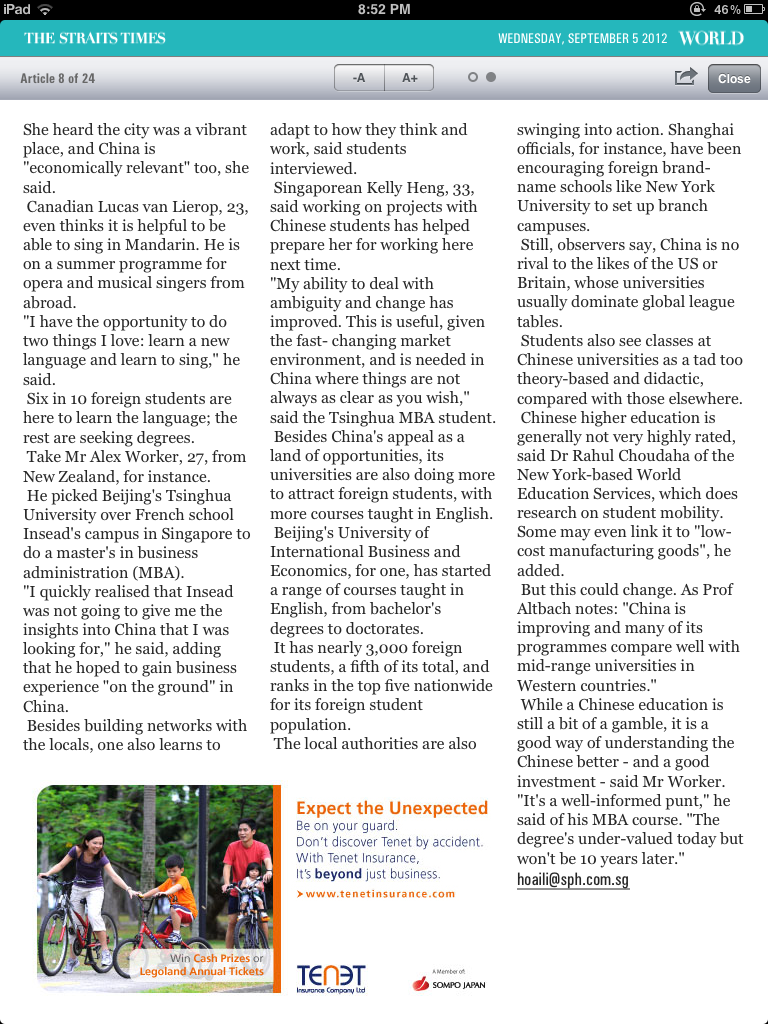 iPad
8:52 PM
46%
THE STRAITS TIMES
WEDNESDAY, SEPTEMBER 5 2012 WORLD
Article 8 of 24
-A
A+
Close
She heard the city was a vibrant
place, and China is
"economically relevant" too, she
said.
Canadian Lucas van Lierop, 23,
even thinks it is helpful to be
able to sing in Mandarin. He is
on a summer programme for
opera and musical singers from
abroad.
"I have the opportunity to do
two things I love: learn a new
language and learn to sing," he
said.
Six in 10 foreign students are
here to learn the language; the
rest are seeking degrees.
Take Mr Alex Worker, 27, from
New Zealand, for instance.
He picked Beijing's Tsinghua
University over French school
Insead's campus in Singapore to
do a master's in business
administration (MBA).
"I quickly realised that Insead
was not going to give me the
insights into China that I was
looking for," he said, adding
that he hoped to gain business
experience "on the ground" in
China.
Besides building networks with
the locals, one also learns to
adapt to how they think and
work, said students
interviewed.
Singaporean Kelly Heng, 33,
said working on projects with
Chinese students has helped
prepare her for working here
next time.
"My ability to deal with
ambiguity and change has
improved. This is useful, given
the fast- changing market
environment, and is needed in
China where things are not
always as clear as you wish,"
said the Tsinghua MBA student.
Besides China's appeal as a
land of opportunities, its
universities are also doing more
to attract foreign students, with
more courses taught in English.
Beijing's University of
International Business and
Economics, for one, has started
a range of courses taught in
English, from bachelor's
degrees to doctorates.
It has nearly 3,000 foreign
students, a fifth of its total, and
ranks in the top five nationwide
for its foreign student
population.
The local authorities are also
swinging into action. Shanghai
officials, for instance, have been
encouraging foreign brand-
name schools like New York
University to set up branch
campuses.
Still, observers say, China is no
rival to the likes of the US or
Britain, whose universities
usually dominate global league
tables.
Students also see classes at
Chinese universities as a tad too
theory-based and didactic,
compared with those elsewhere.
Chinese higher education is
generally not very highly rated,
said Dr Rahul Choudaha of the
New York-based World
Education Services, which does
research on student mobility.
Some may even link it to "low-
cost manufacturing goods", he
added.
But this could change. As Prof
Altbach notes: "China is
improving and many of its
programmes compare well with
mid-range universities in
Western countries."
While a Chinese education is
still a bit of a gamble, it is a
good way of understanding the
Chinese better - and a good
investment - said Mr Worker.
"It's a well-informed punt," he
said of his MBA course. "The
degree's under-valued today but
won't be 10 years later."
hoaili@sph.com.sg
Win Cash Prizes or
Legoland Annual Tickets
Expect the Unexpected
Be on your guard.
Don't discover Tenet by accident.
With Tenet Insurance,
It's beyond just business.
www.tenetinsurance.com
TENET
Insurance Company Ltd
A Member of:
SOMPO JAPAN